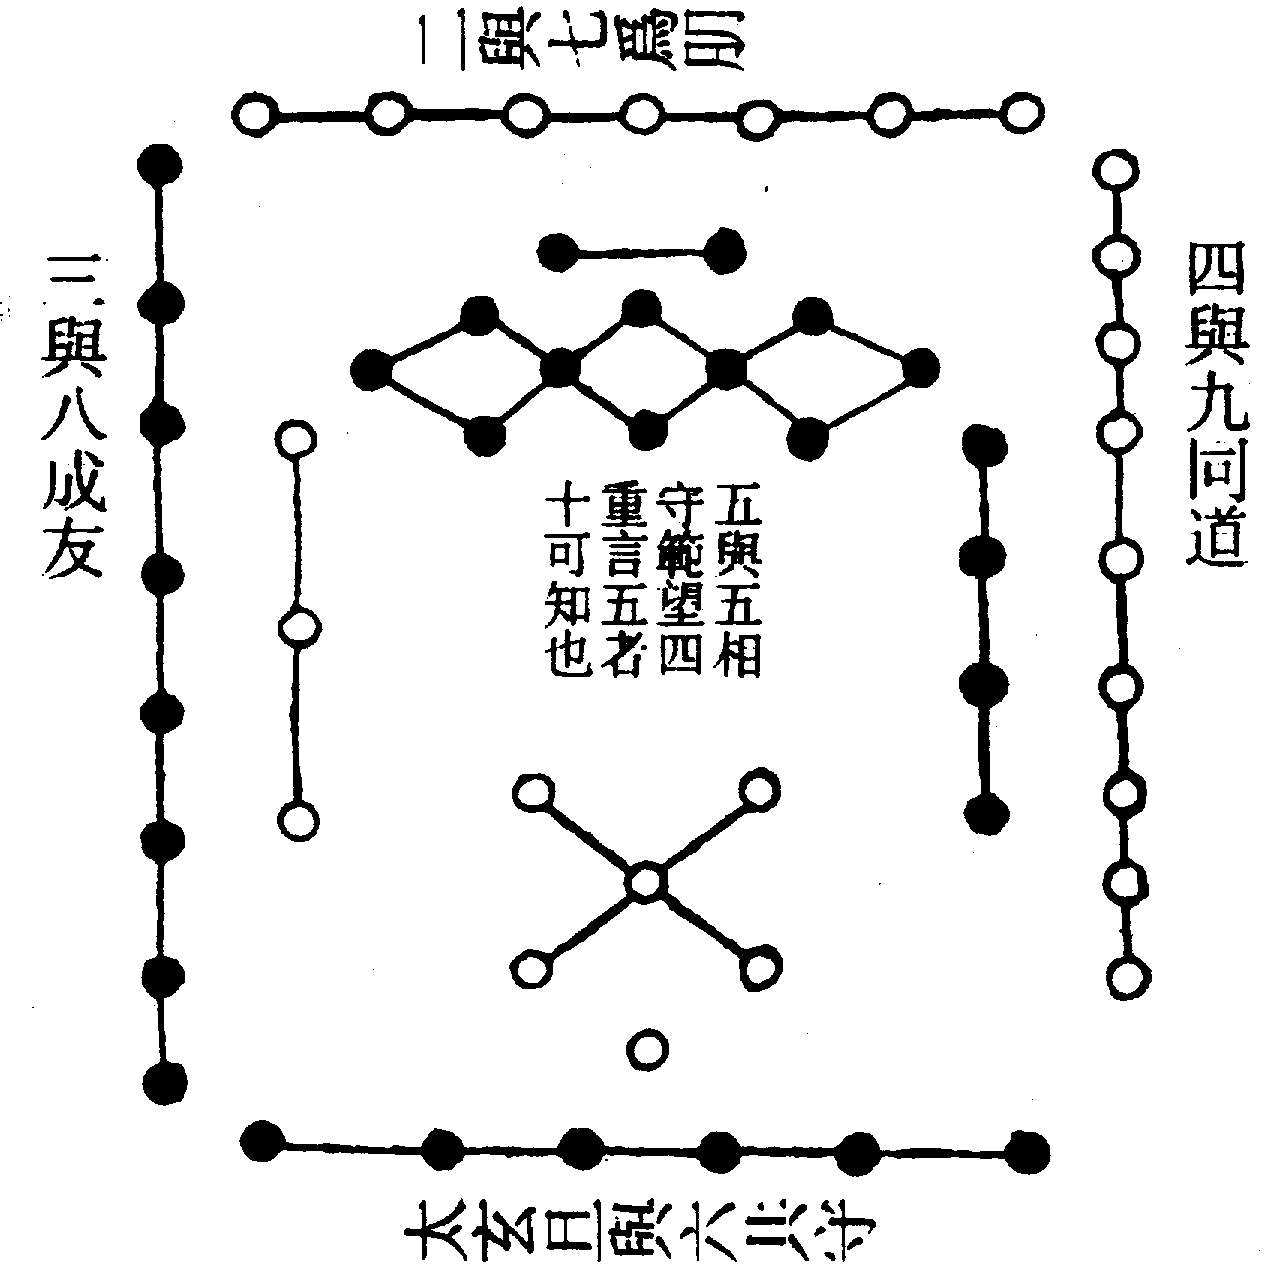 二與七爲朋
四與九同道
三與八成友
五與五相
守範望四
重言五者
十可知也
太玄曰一與六共守